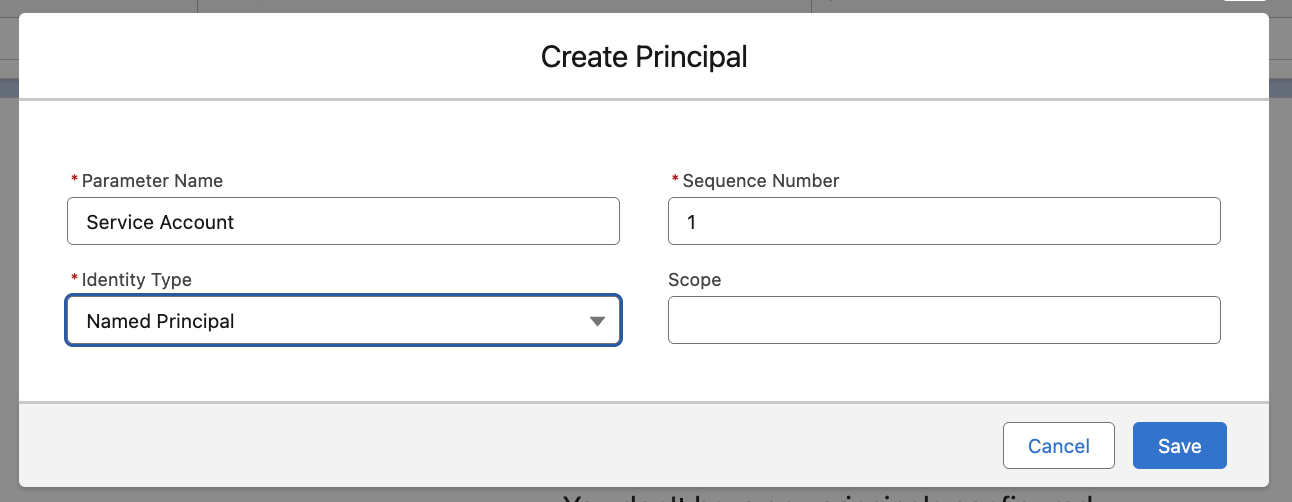 Create Principal
* Parameter Name
Service Account
* Sequence Number
1
* Identity Type
Named Principal
Scope
Cancel
Save